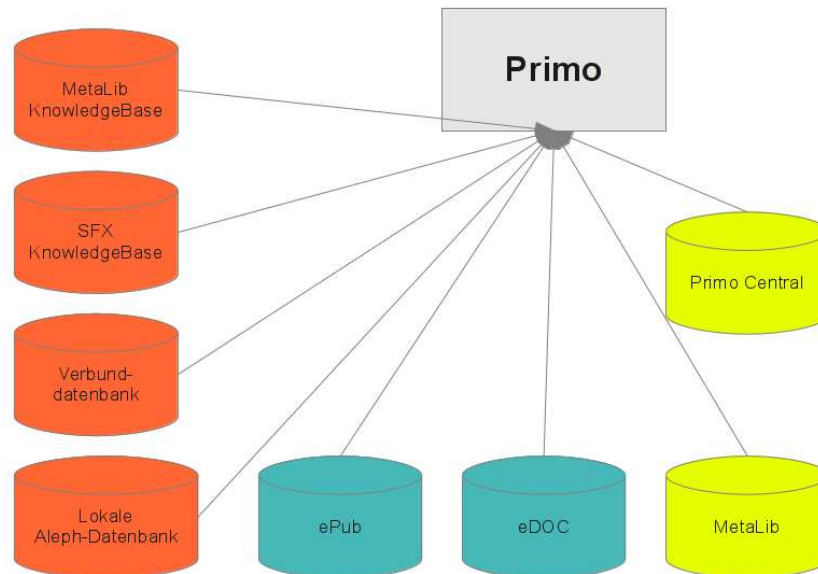 Primo
MetaLib
KnowledgeBase
SFX
KnowledgeBase
Primo Central
Verbund-
datenbank
Lokale
Aleph-Datenbank
ePub
eDOC
MetaLib